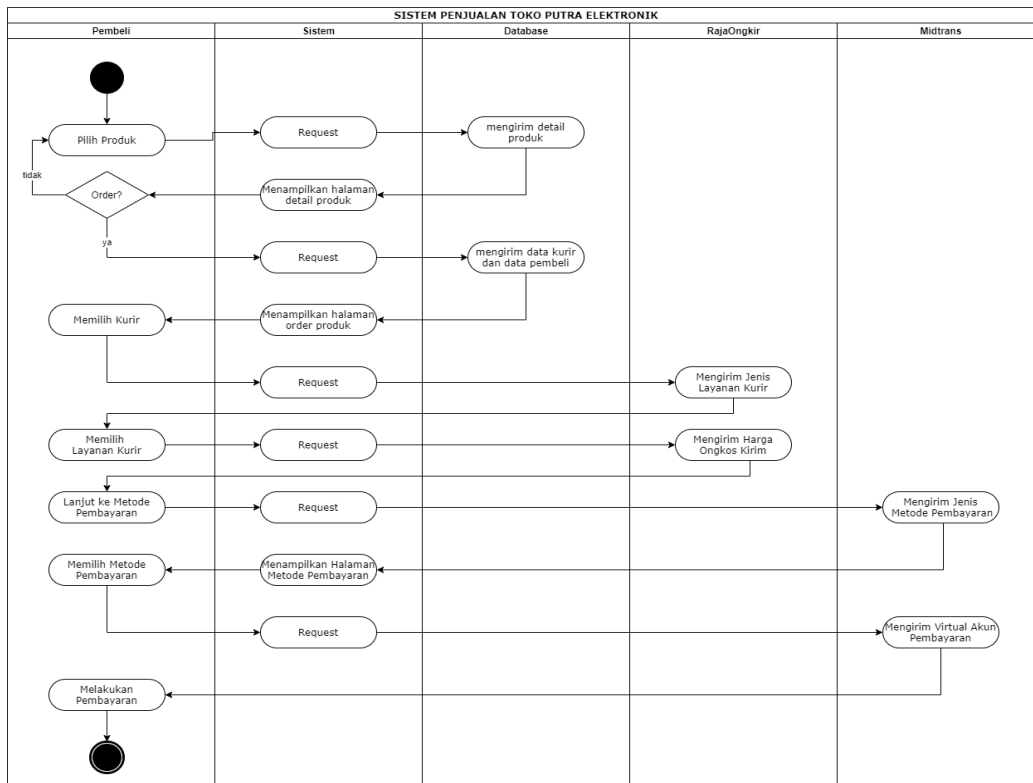 SISTEM PENJUALAN TOKO PUTRA ELEKTRONIK
Pembeli
Sistem
Database
RajaOngkir
Midtrans
Pilih Produk
Request
mengirim detail
produk
tidak
Order?
Menampilkan halaman
detail produk
ya
Request
mengirim data kurir
dan data pembeli
Memilih Kurir
Menampilkan halaman
order produk
Request
Mengirim Jenis
Layanan Kurir
Memilih
Layanan Kurir
Request
Mengirim Harga
Ongkos Kirim
Lanjut ke Metode
Pembayaran
Request
Mengirim Jenis
Metode Pembayaran
Memilih Metode
Pembayaran
Menampilkan Halaman
Metode Pembayaran
Request
Mengirim Virtual Akun
Pembayaran
Melakukan
Pembayaran